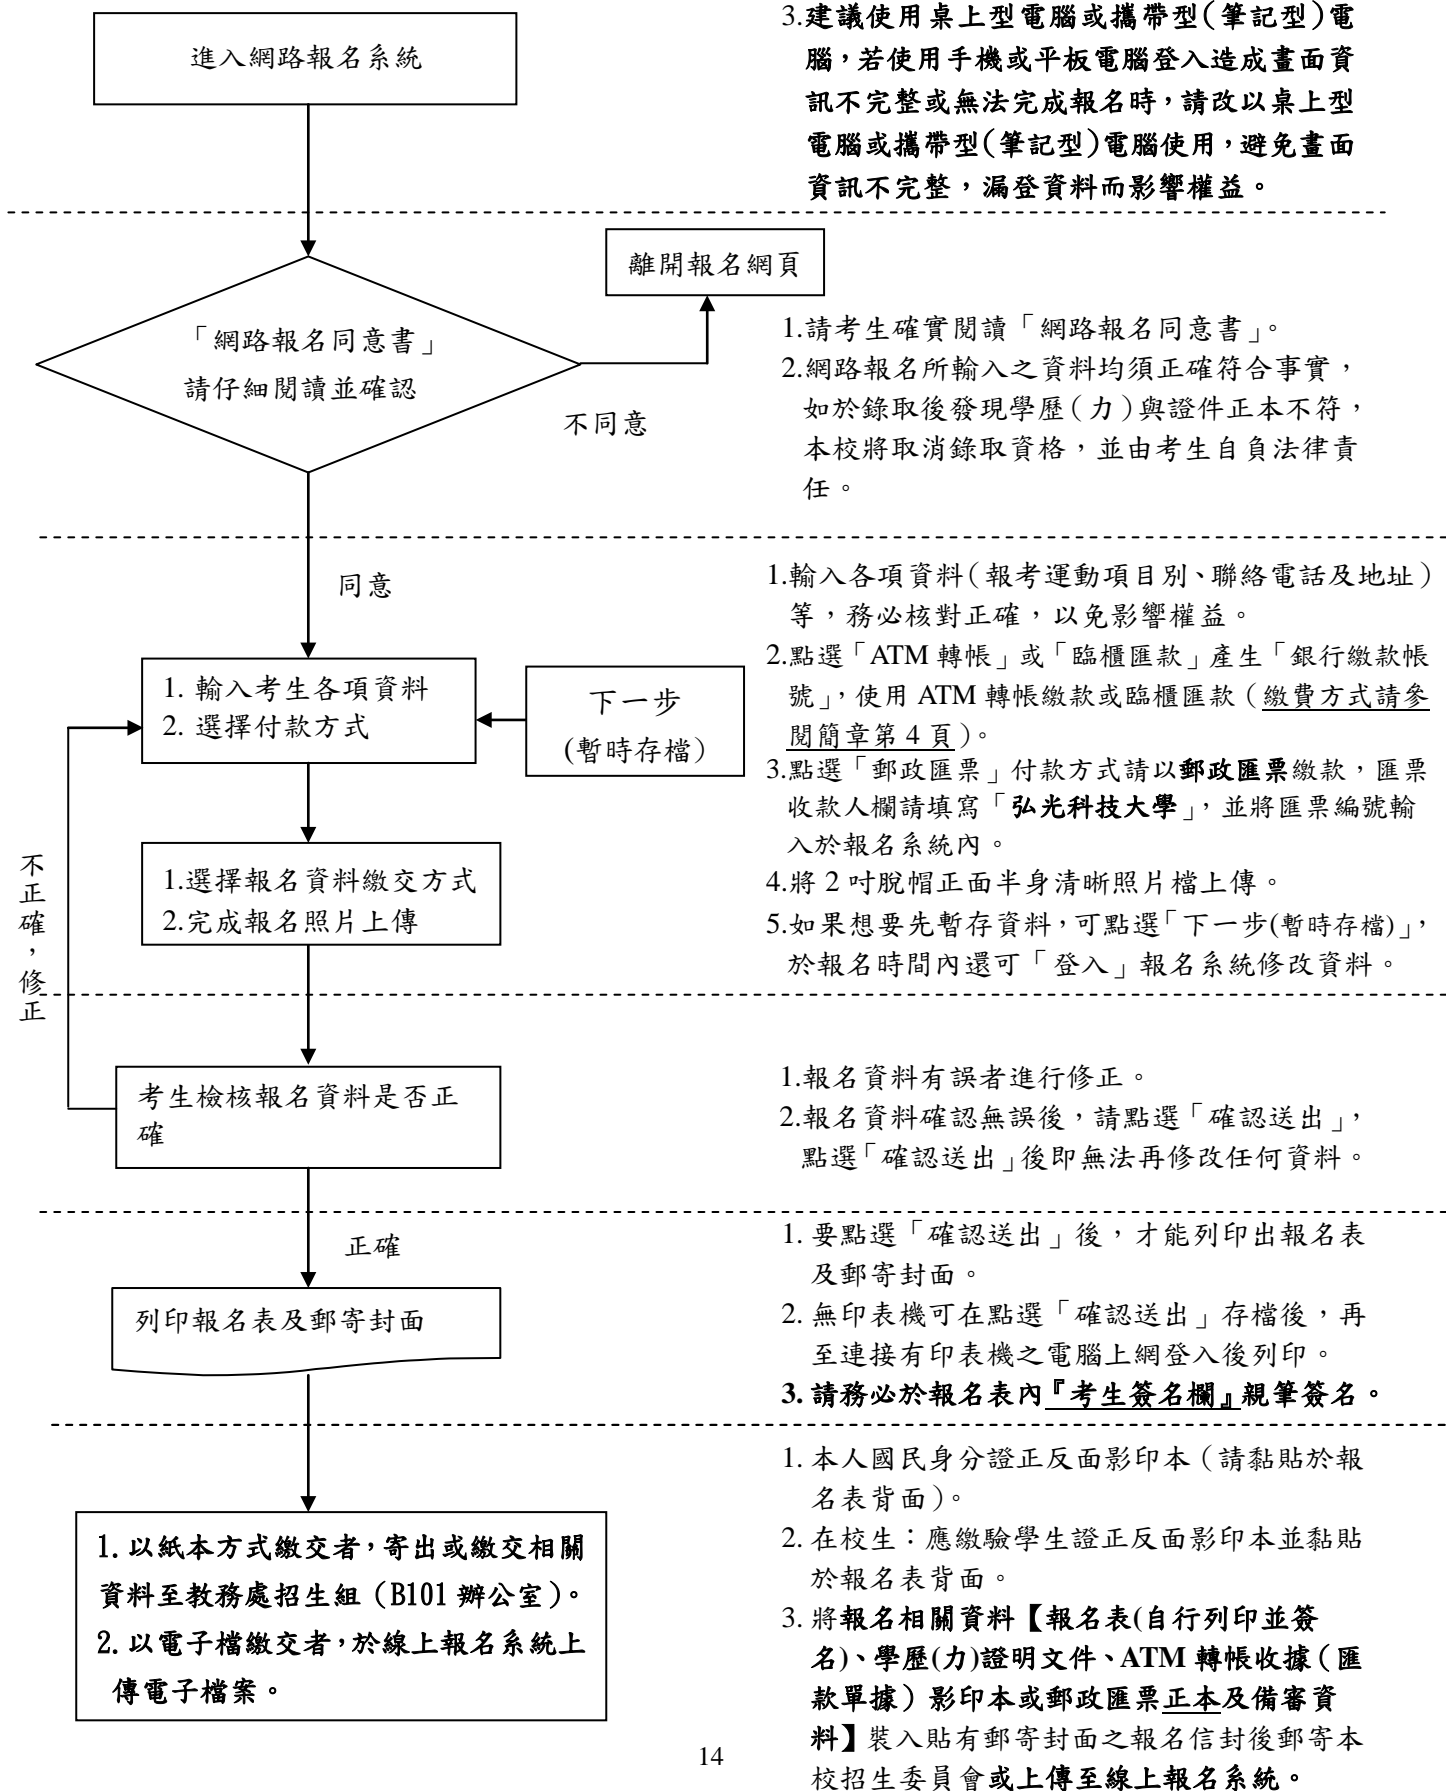 進入網路報名系統
3.建議使用桌上型電腦或攜帶型(筆記型)電
腦，若使用手機或平板電腦登入造成畫面資
訊不完整或無法完成報名時，請改以桌上型
電腦或攜帶型(筆記型)電腦使用，避免畫面
資訊不完整，漏登資料而影響權益。
離開報名網頁
「網路報名同意書」
請仔細閱讀並確認
不同意
1.請考生確實閱讀「網路報名同意書」。
2.網路報名所輸入之資料均須正確符合事實，
如於錄取後發現學歷(力)與證件正本不符，
本校將取消錄取資格，並由考生自負法律責
任。
同意
1. 輸入考生各項資料
2. 選擇付款方式
下一步
(暫時存檔)
1.選擇報名資料繳交方式
2.完成報名照片上傳
不正確，修正
1.輸入各項資料(報考運動項目別、聯絡電話及地址)
等，務必核對正確，以免影響權益。
2.點選「ATM 轉帳」或「臨櫃匯款」產生「銀行繳款帳
號」，使用 ATM 轉帳繳款或臨櫃匯款(繳費方式請參
閱簡章第 4 頁)。
3.點選「郵政匯票」付款方式請以郵政匯票繳款，匯票
收款人欄請填寫「弘光科技大學」，並將匯票編號輸
入於報名系統內。
4.將 2 吋脫帽正面半身清晰照片檔上傳。
5.如果想要先暫存資料，可點選「下一步(暫時存檔)」，
於報名時間內還可「登入」報名系統修改資料。
考生檢核報名資料是否正
確
1.報名資料有誤者進行修正。
2.報名資料確認無誤後，請點選「確認送出」，
點選「確認送出」後即無法再修改任何資料。
正確
列印報名表及郵寄封面
1. 要點選「確認送出」後，才能列印出報名表
及郵寄封面。
2. 無印表機可在點選「確認送出」存檔後，再
至連接有印表機之電腦上網登入後列印。
3. 請務必於報名表內『考生簽名欄』親筆簽名。
1. 以紙本方式繳交者，寄出或繳交相關
資料至教務處招生組(B101 辦公室)。
2. 以電子檔繳交者，於線上報名系統上
傳電子檔案。
1. 本人國民身分證正反面影印本(請黏貼於報
名表背面)。
2. 在校生：應繳驗學生證正反面影印本並黏貼
於報名表背面。
3. 將報名相關資料【報名表(自行列印並簽
名)、學歷(力)證明文件、ATM 轉帳收據(匯
款單據)影印本或郵政匯票正本及備審資
料】裝入貼有郵寄封面之報名信封後郵寄本
校招生委員會或上傳至線上報名系統。
14